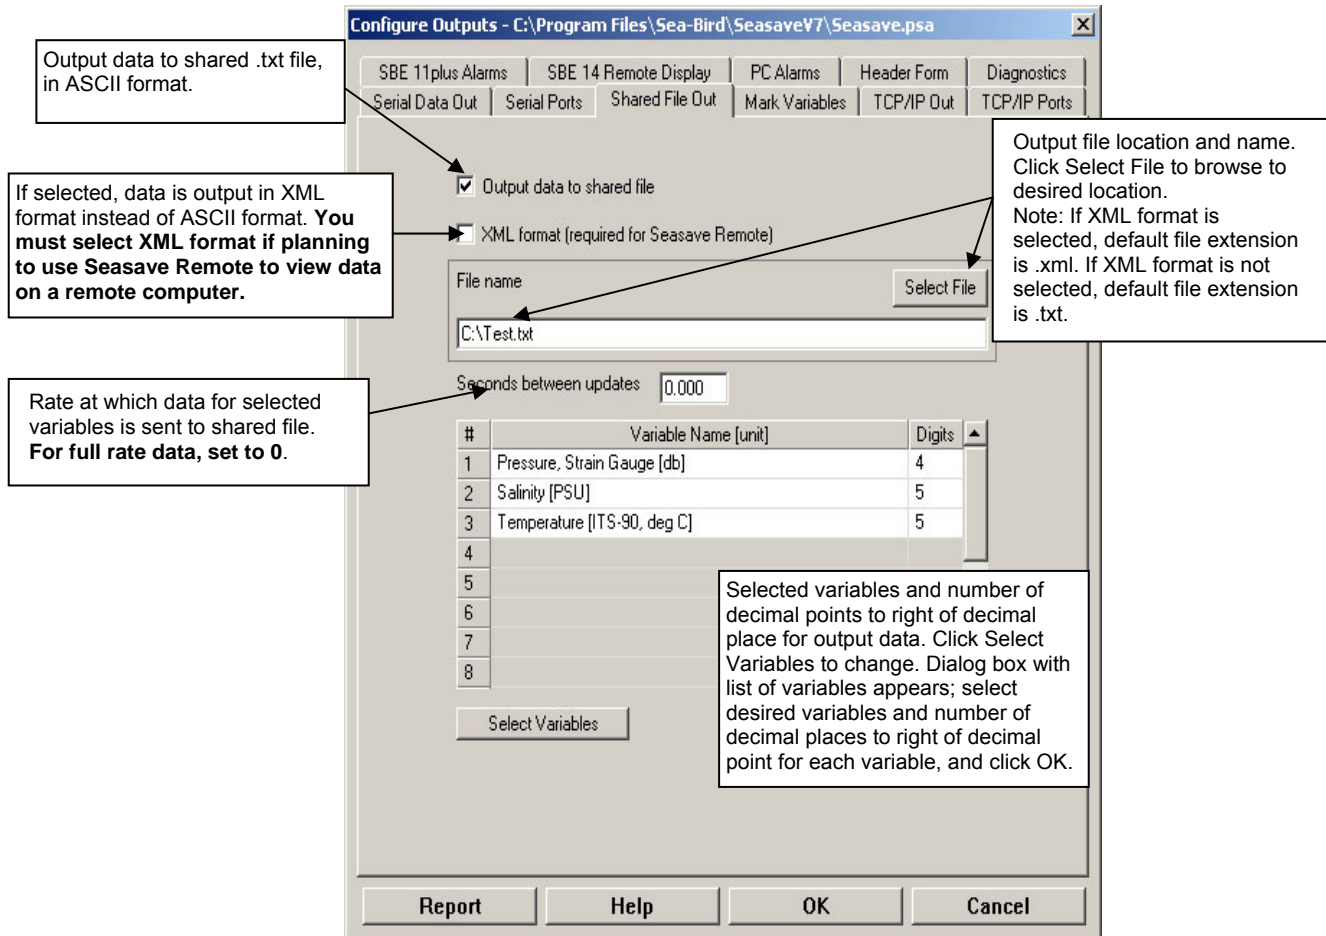 Configure Outputs - C:\Program Files\Sea-Bird\SeasaveV7\Seasave.psa
Output data to shared .txt file,
in ASCII format.
SBE 11plus Alarms
SBE 14 Remote Display
PC Alarms
Header Form
Diagnostics
Serial Data Out
Serial Ports
Shared File Out
Mark Variables
TCP/IP Out
TCP/IP Ports
Output file location and name.
Click Select File to browse to
desired location.
Note: If XML format is
selected, default file extension
is .xml. If XML format is not
selected, default file extension
is .txt.
Output data to shared file
If selected, data is output in XML
format instead of ASCII format. You
must select XML format if planning
to use Seasave Remote to view data
on a remote computer.
XML format (required for Seasave Remote)
File name
Select File
C:\Test.txt
Seconds between updates 0.000
Rate at which data for selected
variables is sent to shared file.
For full rate data, set to 0.
# Variable Name [unit] Digits
1 Pressure, Strain Gauge [db] 4
2 Salinity [PSU] 5
3 Temperature [ITS-90, deg C] 5
4
5
6
7
8
Selected variables and number of
decimal points to right of decimal
place for output data. Click Select
Variables to change. Dialog box with
list of variables appears; select
desired variables and number of
decimal places to right of decimal
point for each variable, and click OK.
Select Variables
Report
Help
OK
Cancel